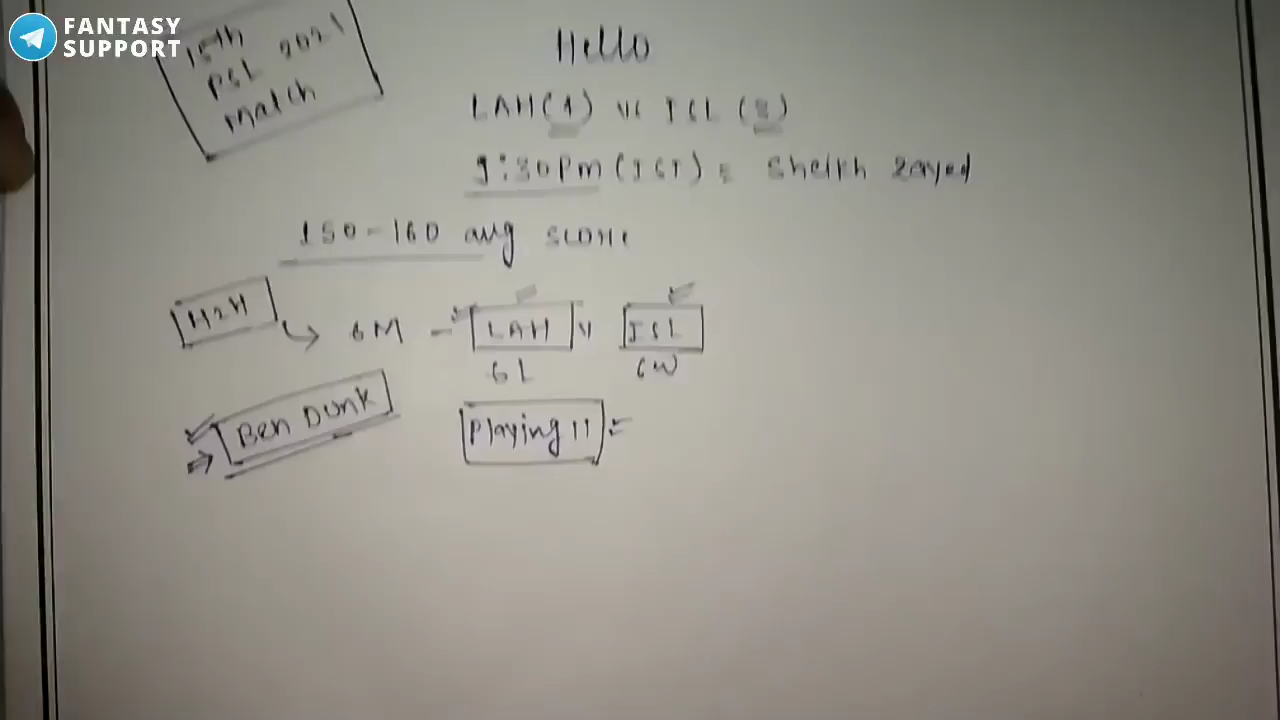 FANTASY
SUPPORT
15th
PSL 2021
Match
Hello
LAH(1) vs ISL (3)
9:30Pm (IST) = Sheikh zayed
150-160 avg score
H2H
6M - LAH vs ISL
6L 6W
Ben Dunk
Playing 11 :-